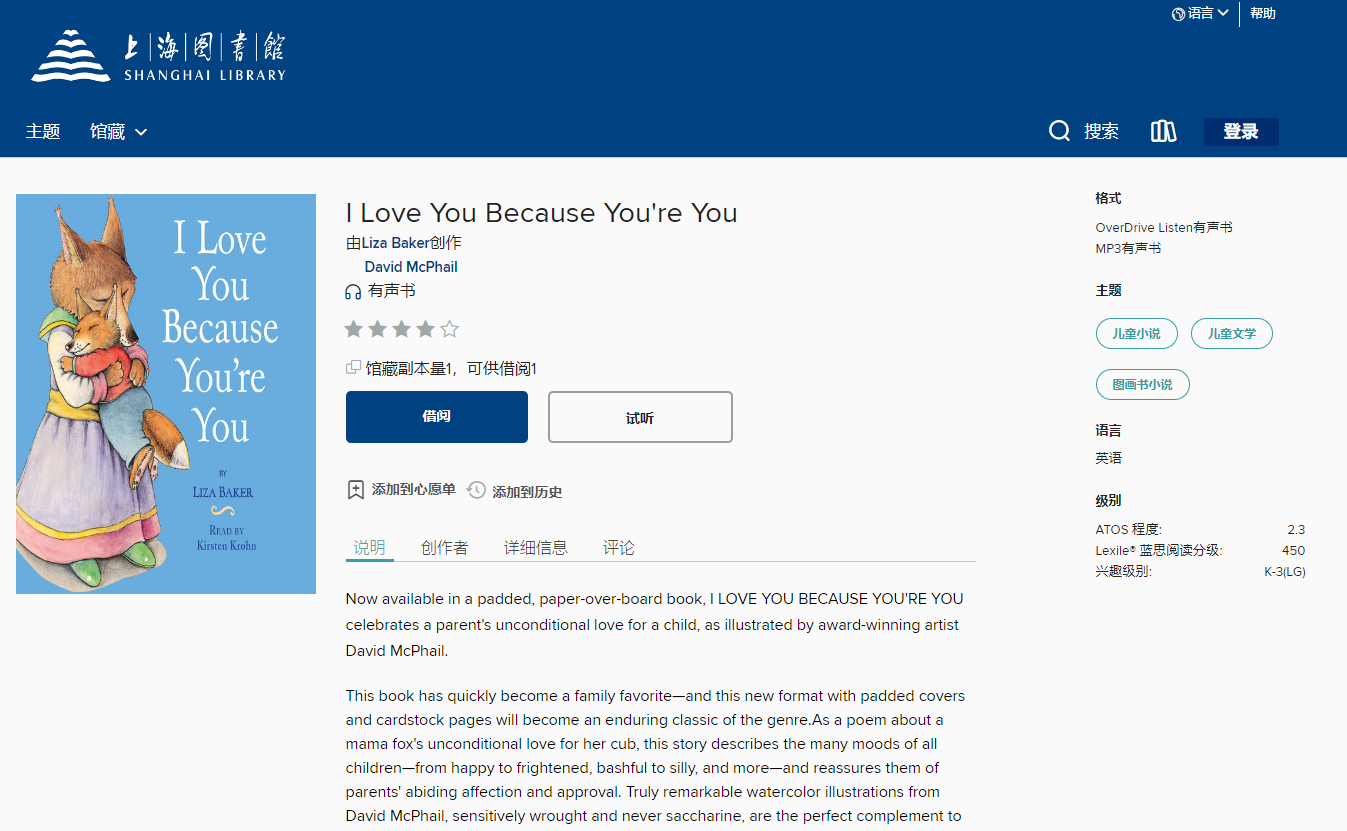 语言
帮助
上海图書館
SHANGHAI LIBRARY
主题
馆藏
搜索
登录
I Love
You
Because
You're
You
BY
LIZA BAKER
READ BY
Kirsten Krohn
I Love You Because You're You
由Liza Baker创作
David McPhail
有声书
馆藏副本量1，可供借阅1
借阅
试听
添加到心愿单
添加到历史
说明
创作者
详细信息
评论
Now available in a padded, paper-over-board book, I LOVE YOU BECAUSE YOU'RE YOU
celebrates a parent's unconditional love for a child, as illustrated by award-winning artist
David McPhail.
This book has quickly become a family favorite—and this new format with padded covers
and cardstock pages will become an enduring classic of the genre.As a poem about a
mama fox's unconditional love for her cub, this story describes the many moods of all
children—from happy to frightened, bashful to silly, and more—and reassures them of
parents' abiding affection and approval. Truly remarkable watercolor illustrations from
David McPhail, sensitively wrought and never saccharine, are the perfect complement to
格式
OverDrive Listen有声书
MP3有声书
主题
儿童小说
儿童文学
图画书小说
语言
英语
级别
ATOS 程度: 2.3
Lexile® 蓝思阅读分级: 450
兴趣级别: K-3(LG)